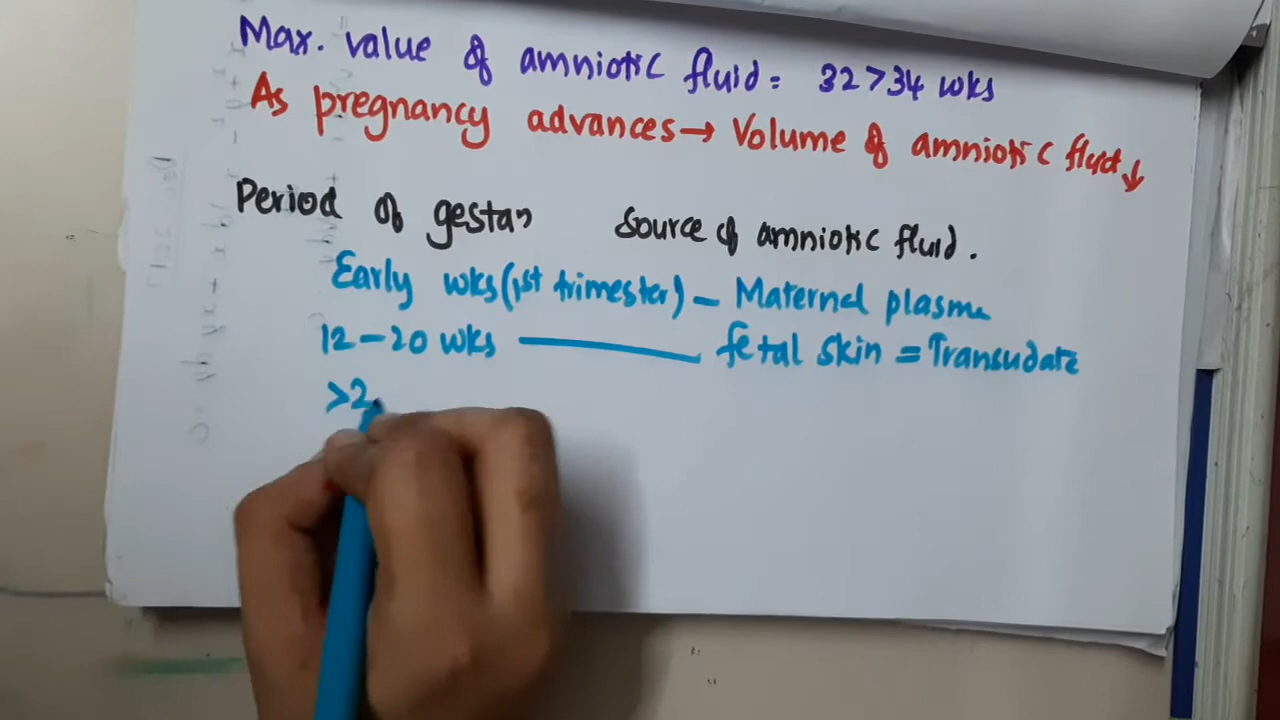 Max. value of amniotic fluid = 32>34 wks
As pregnancy advances → Volume of amniotic fluid ↓
Period of gestan source of amniotic fluid.
Early wks (1st trimester) – Maternal plasma
12 – 20 wks — fetal skin = Transudate
>2